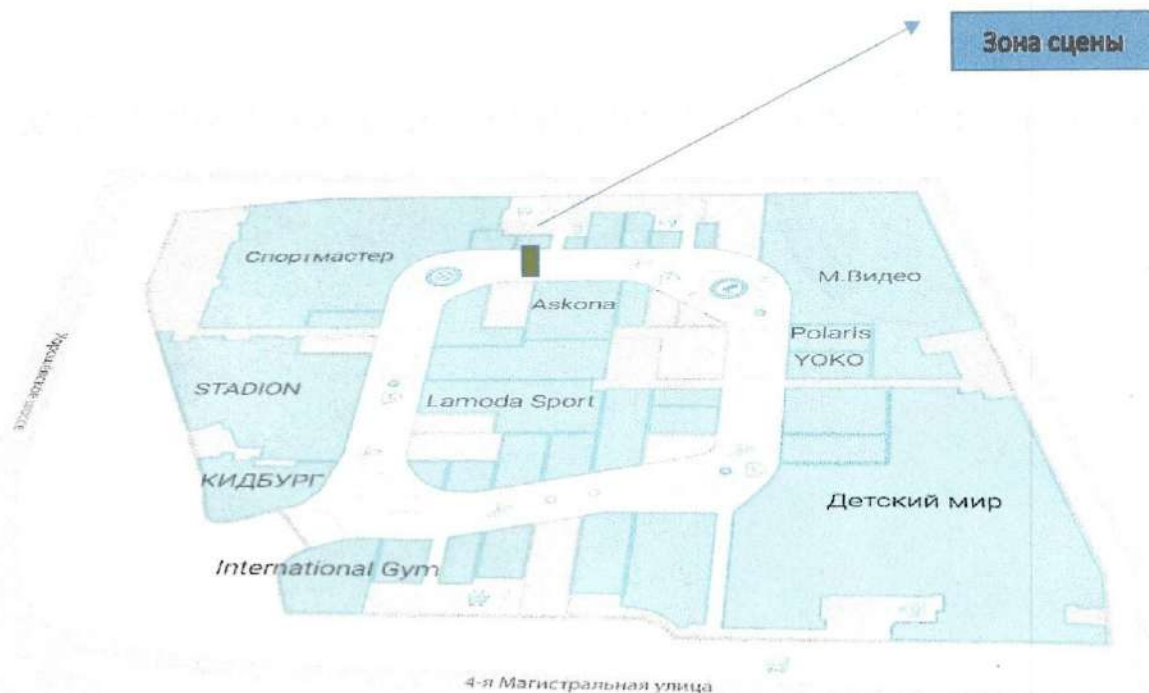 Зона сцены
Спортмастер
М.Видео
Askona
Polaris
YOKO
STADION
Lamoda Sport
КИДБУРГ
Детский мир
International Gym
4-я Магистральная улица